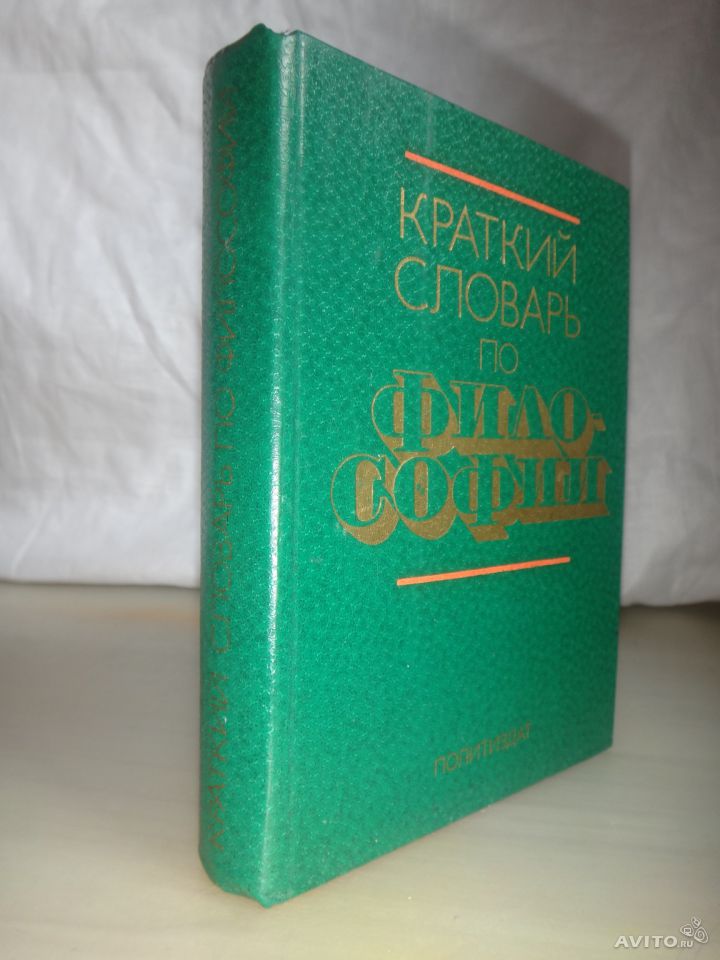 КРАТКИЙ СЛОВАРЬ ПО ФИЛОСОФИИ
КРАТКИЙ
СЛОВАРЬ
ПО
ФИЛО-
СОФИИ
ПОЛИТИЗДАТ
AVITO.ru